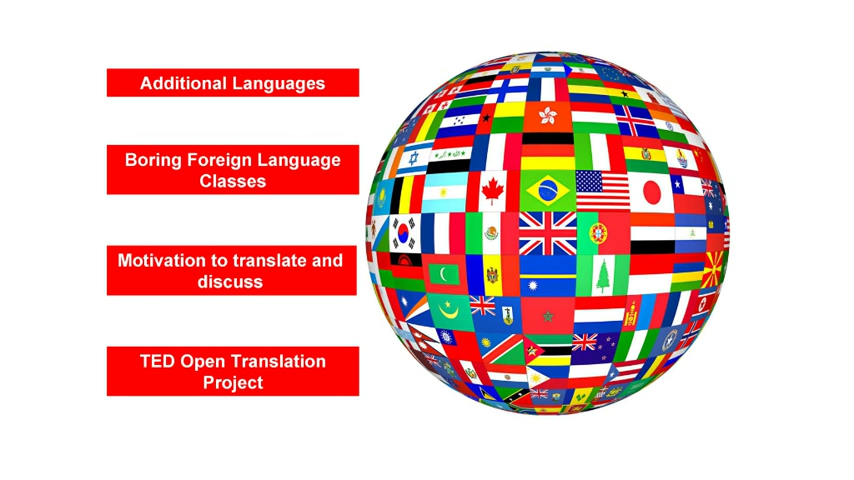 Additional Languages
Boring Foreign Language
Classes
Motivation to translate and
discuss
TED Open Translation
Project